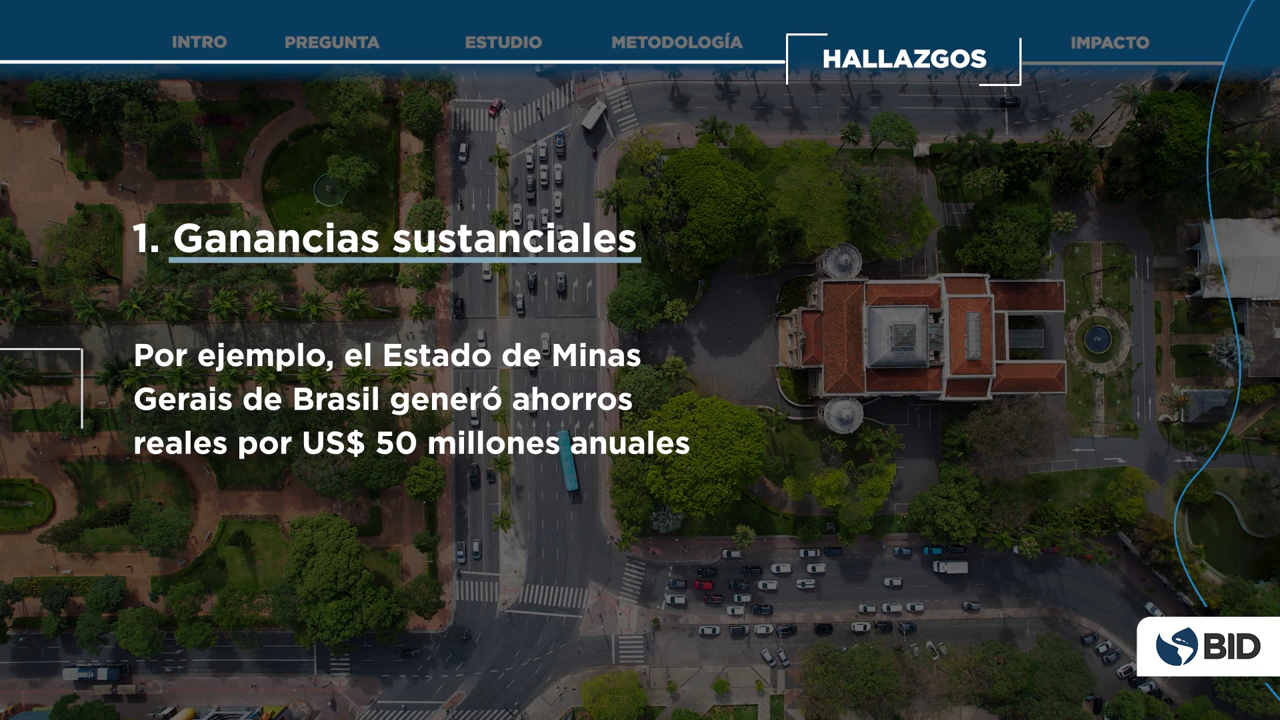 INTRO
PREGUNTA
ESTUDIO
METODOLOGÍA
HALLAZGOS
IMPACTO
1. Ganancias sustanciales
Por ejemplo, el Estado de Minas
Gerais de Brasil generó ahorros
reales por US$ 50 millones anuales
BID